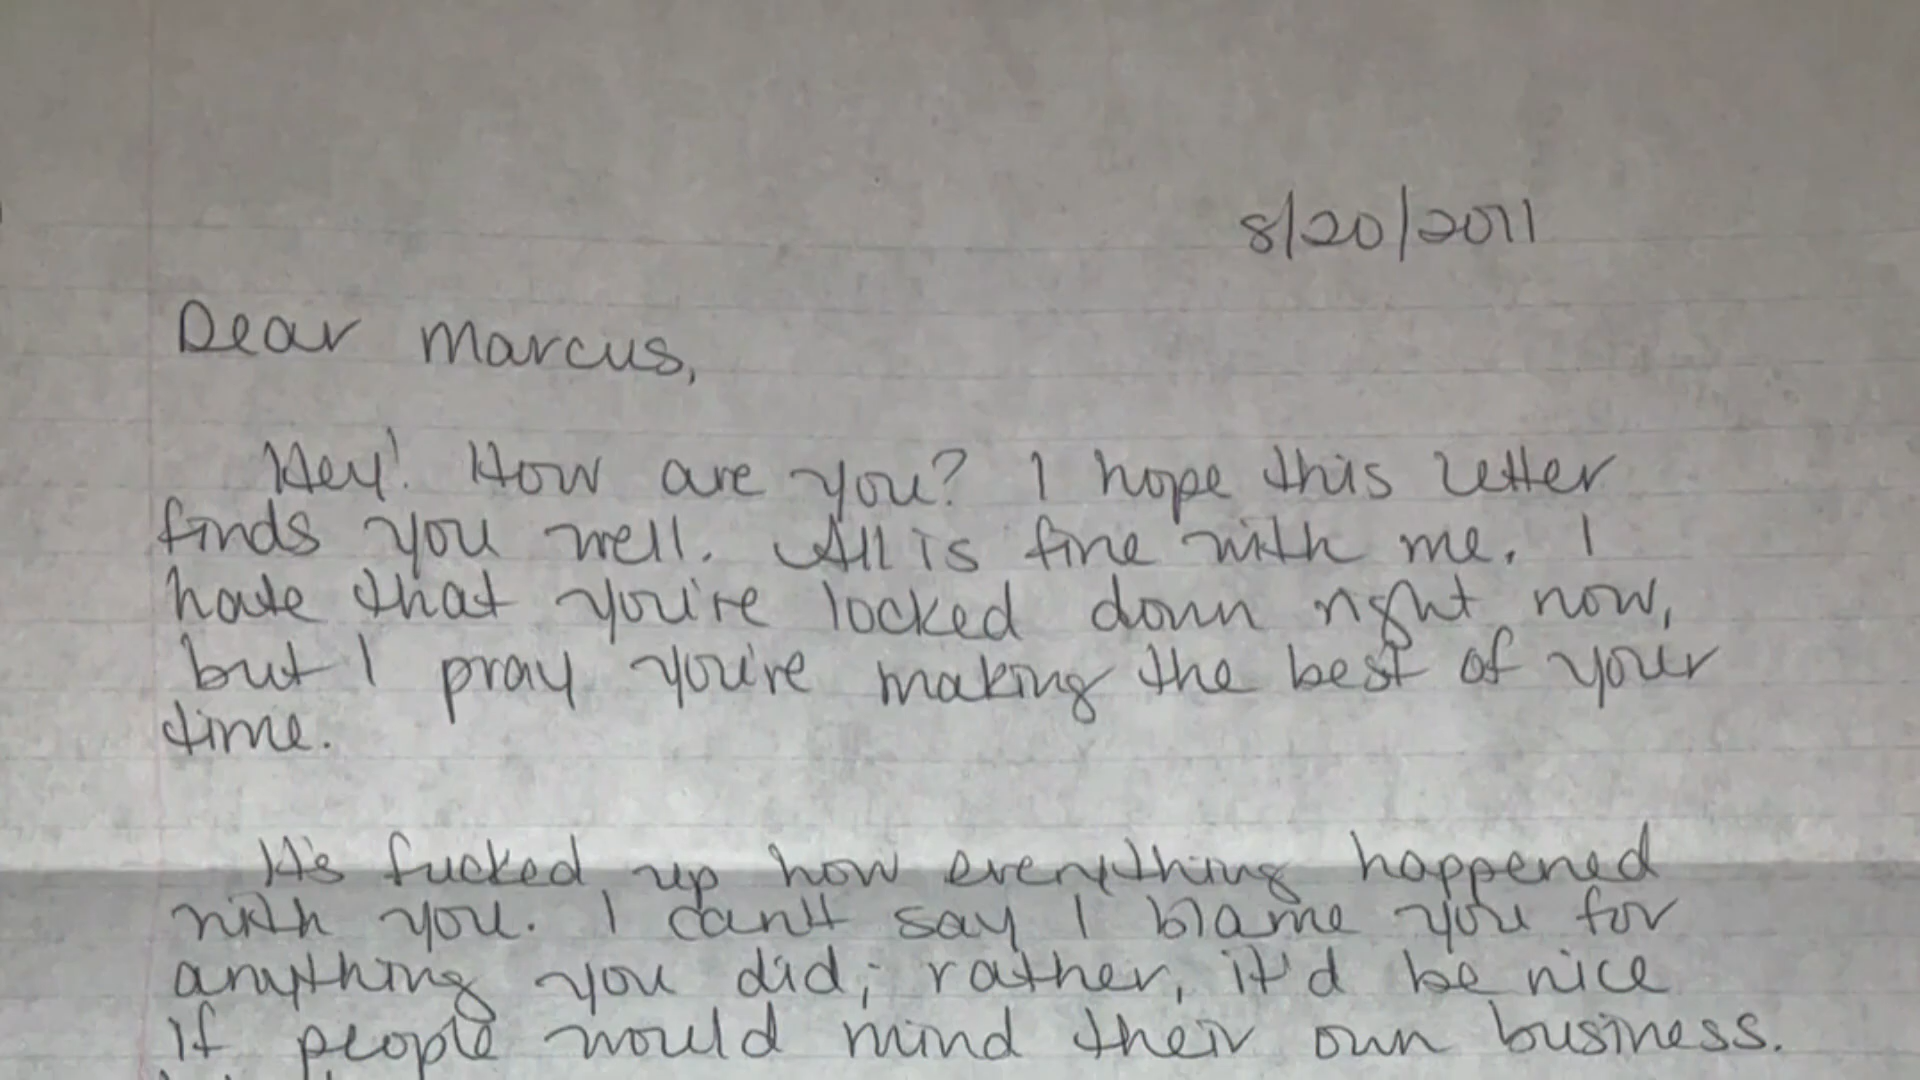 8/20/2011
Dear Marcus,
Hey! How are you? I hope this letter
finds you well. All is fine with me. I
hate that you're locked down right now,
but I pray you're making the best of your
time.
It's fucked up how everything happened
with you. I can't say I blame you for
anything you did; rather, it'd be nice
if people would mind their own business.